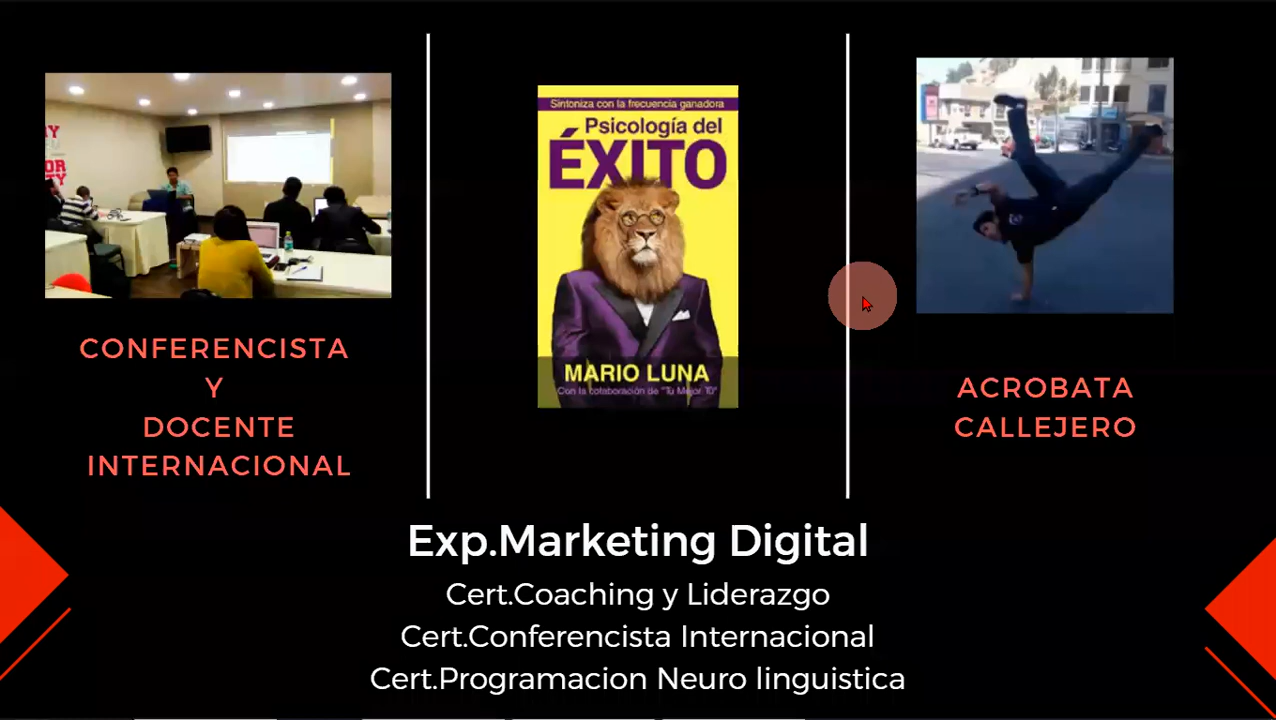 CONFERENCISTA
Y
DOCENTE
INTERNACIONAL
Sintoniza con la frecuencia ganadora
Psicología del
ÉXITO
MARIO LUNA
Con la colaboración de "Tu Mejor Tú"
ACROBATA
CALLEJERO
Exp.Marketing Digital
Cert.Coaching y Liderazgo
Cert.Conferencista Internacional
Cert.Programacion Neuro linguistica